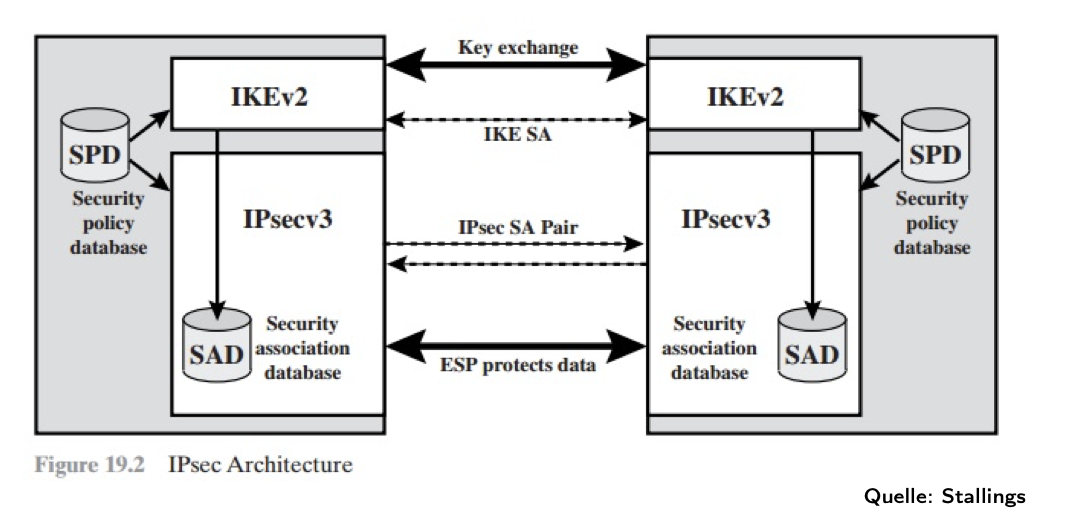 Key exchange
IKEv2
IKEv2
IKE SA
SPD
SPD
Security
policy
database
Security
policy
database
IPsecv3
IPsecv3
IPsec SA Pair
SAD
Security
association
database
Security
association
database
SAD
ESP protects data
Figure 19.2 IPsec Architecture
Quelle: Stallings